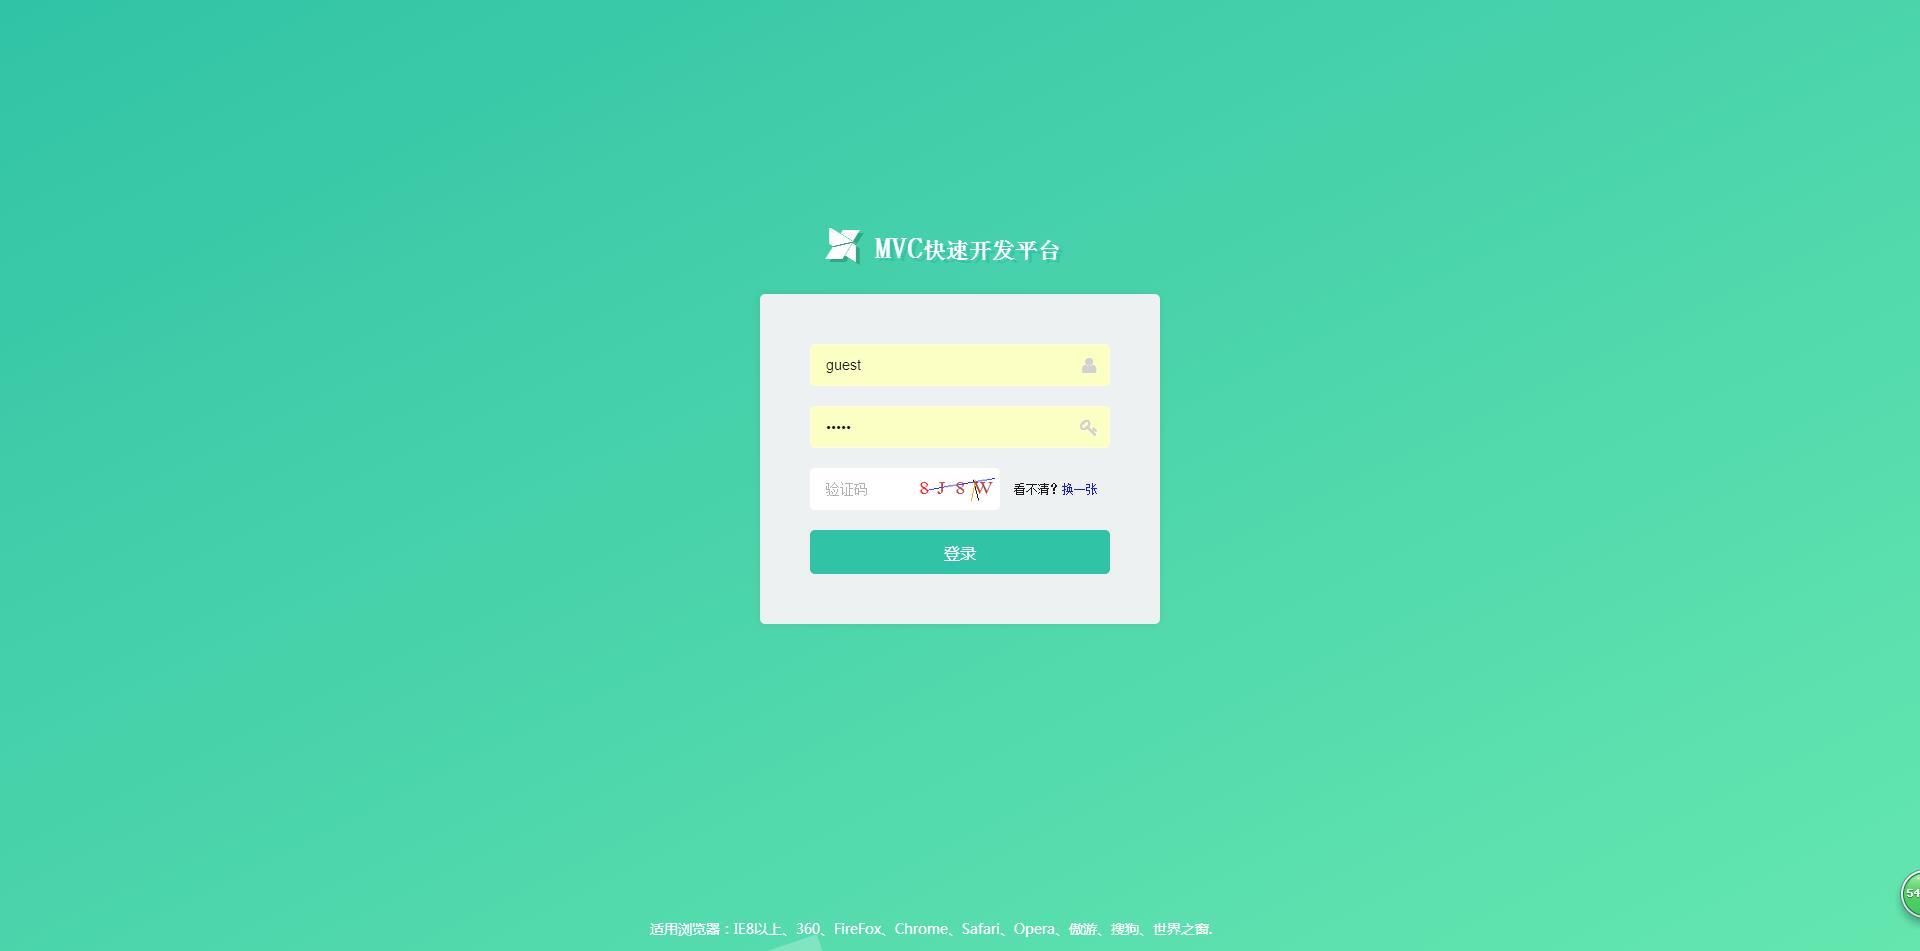 MVC快速开发平台
guest
•••••
验证码 8 J 8 W 看不清？换一张
登录
54
适用浏览器：IE8以上、360、FireFox、Chrome、Safari、Opera、傲游、搜狗、世界之窗.